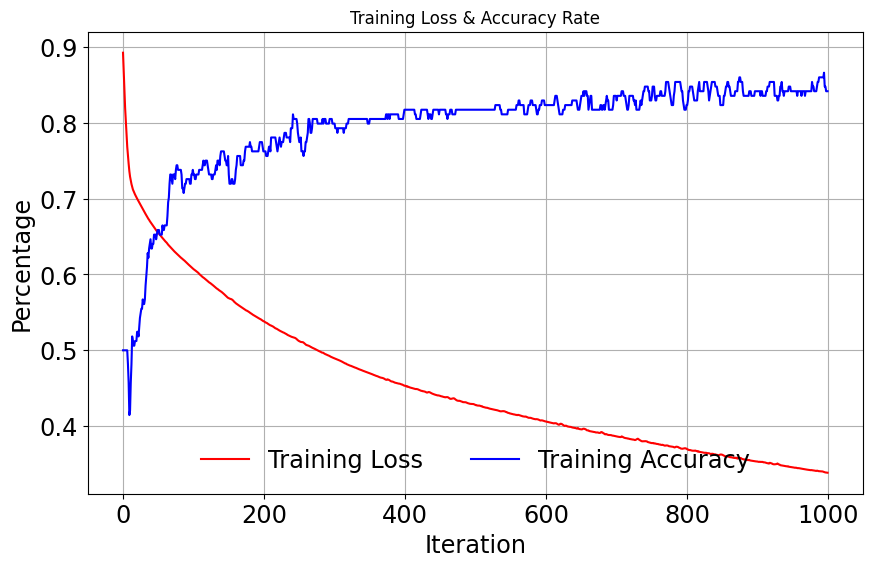 Training Loss & Accuracy Rate
0.9
0.8
0.7
0.6
0.5
0.4
Percentage
Training Loss
Training Accuracy
0
200
400
600
800
1000
Iteration